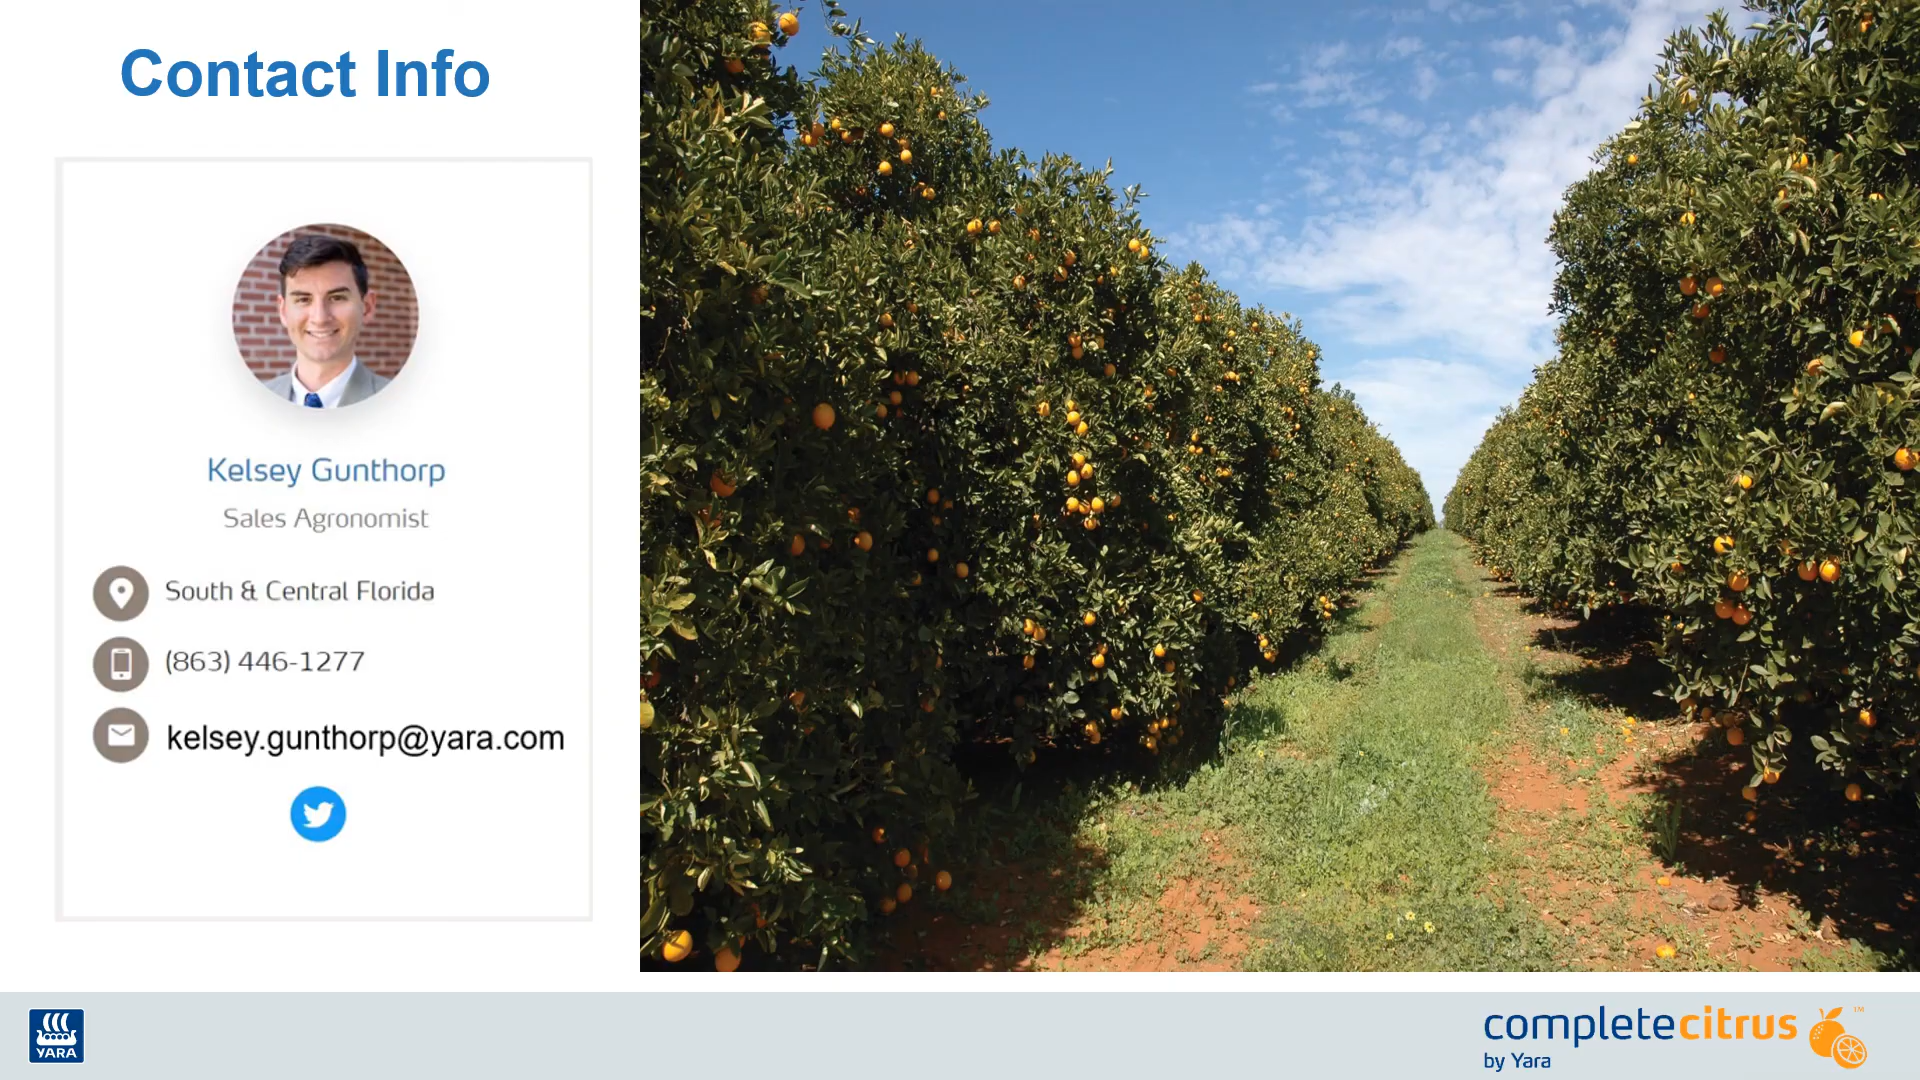 Contact Info
Kelsey Gunthorp
Sales Agronomist
South & Central Florida
(863) 446-1277
kelsey.gunthorp@yara.com
YARA
completecitrus™
by Yara